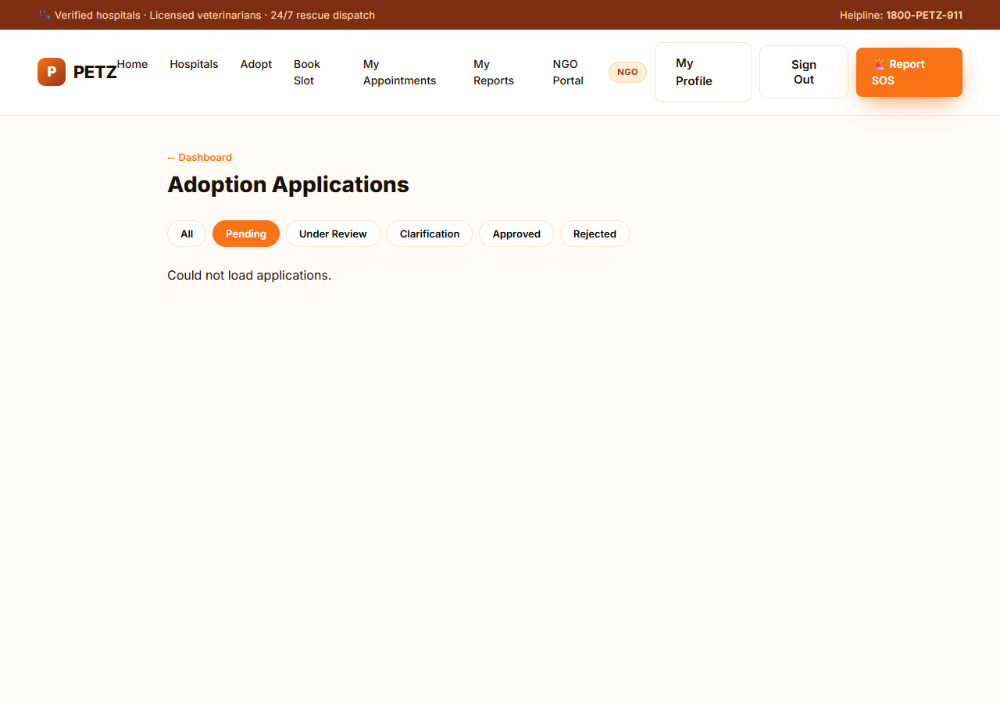 Verified hospitals · Licensed veterinarians · 24/7 rescue dispatch
Helpline: 1800-PETZ-911
P PETZ
Home
Hospitals
Adopt
Book
Slot
My
Appointments
My
Reports
NGO
Portal
NGO
My
Profile
Sign
Out
Report
SOS
← Dashboard
Adoption Applications
All
Pending
Under Review
Clarification
Approved
Rejected
Could not load applications.